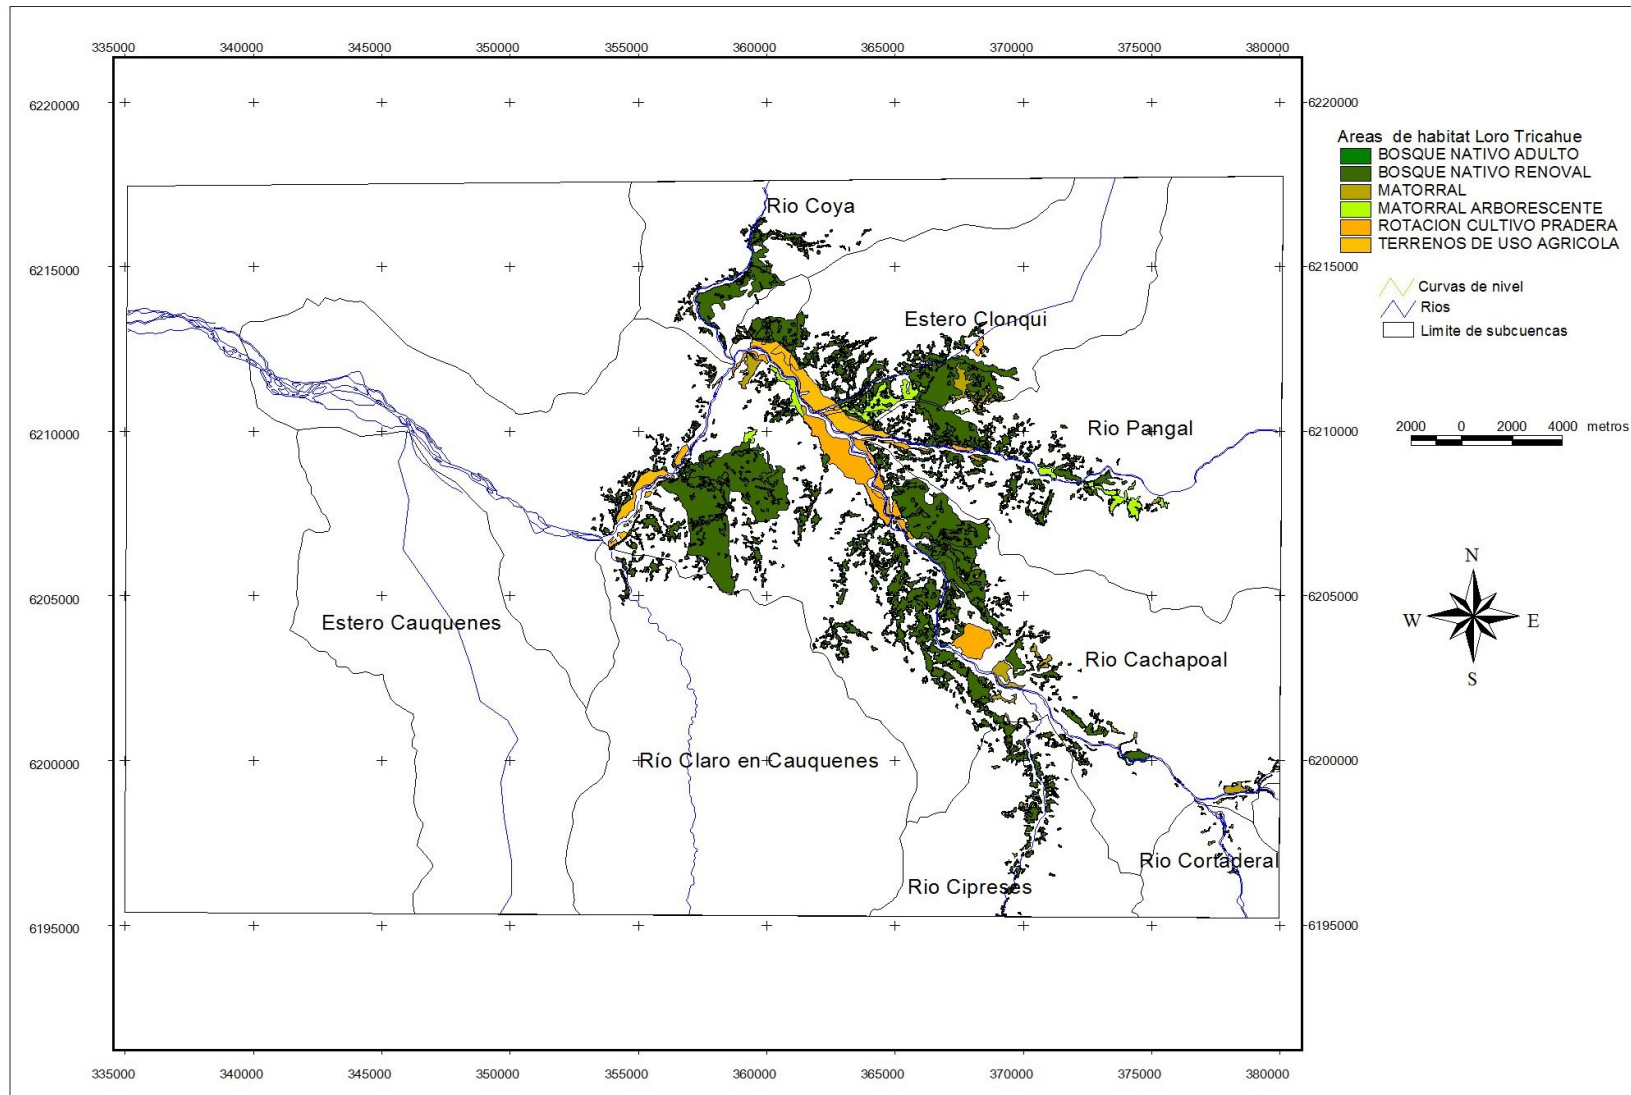 335000 340000 345000 350000 355000 360000 365000 370000 375000 380000
6220000 6220000
Areas de habitat Loro Tricahue
BOSQUE NATIVO ADULTO
BOSQUE NATIVO RENOVAL
MATORRAL
MATORRAL ARBORESCENTE
ROTACION CULTIVO PRADERA
TERRENOS DE USO AGRICOLA
Rio Coya
6215000 6215000
Curvas de nivel
Rios
Limite de subcuencas
Estero Clonqui
Rio Pangal
6210000 6210000
2000 0 2000 4000 metros
N
W E
S
6205000 6205000
Estero Cauquenes
Rio Cachapoal
6200000 6200000
Río Claro en Cauquenes
Rio Cortaderal
Rio Cipreses
6195000 6195000
335000 340000 345000 350000 355000 360000 365000 370000 375000 380000